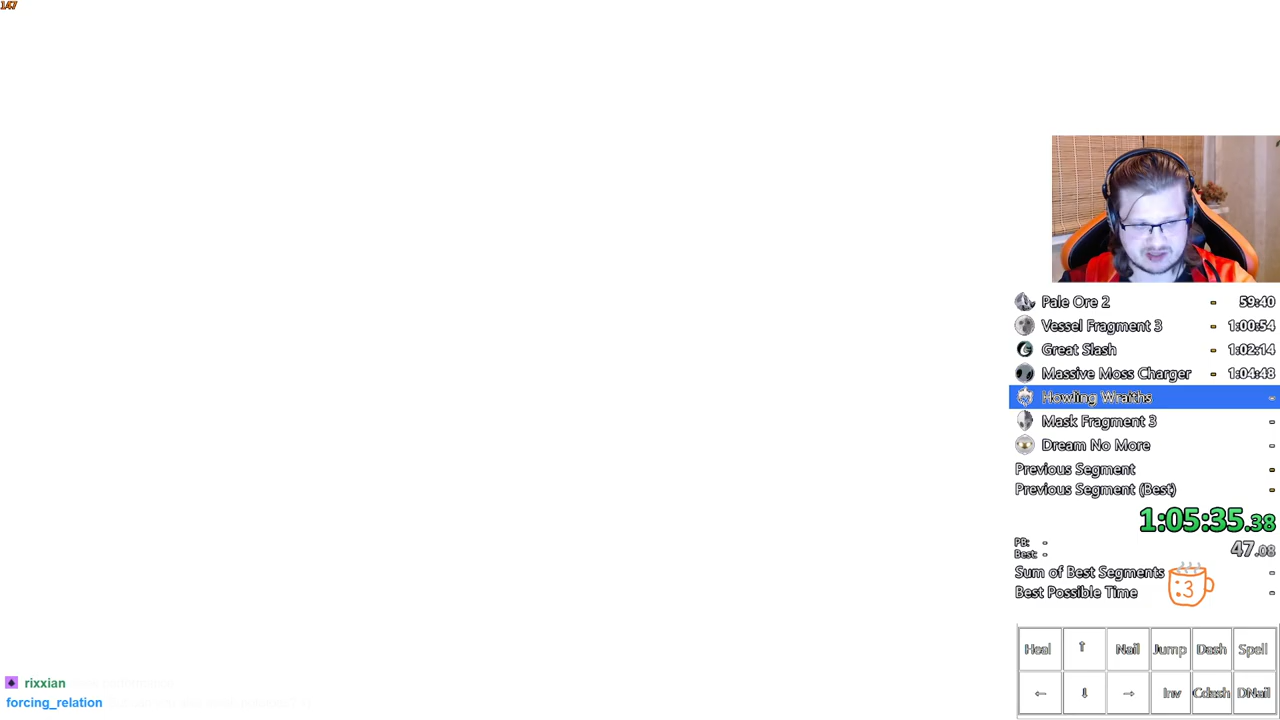 147
Pale Ore 2 - 59:40
Vessel Fragment 3 - 1:00:54
Great Slash - 1:02:14
Massive Moss Charger - 1:04:48
Howling Wraiths -
Mask Fragment 3 -
Dream No More -
Previous Segment -
Previous Segment (Best) -
1:05:35.38
PB: - 47.08
Best: -
Sum of Best Segments -
Best Possible Time -
:3
Heal ↑ Nail Jump Dash Spell
← ↓ → Inv Cdash DNail
rixxian
forcing_relation